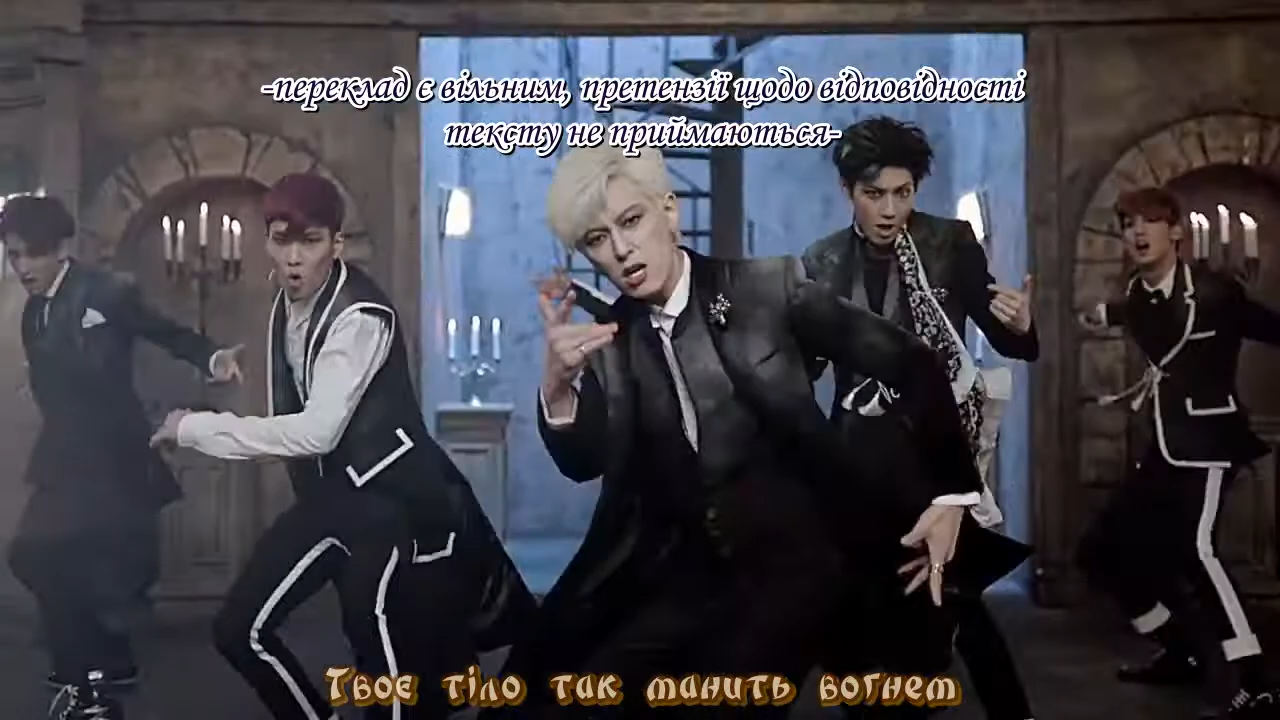 -переклад є вільним, претензії щодо відповідності
тексту не приймаються-
Твоє тіло так манить вогнем